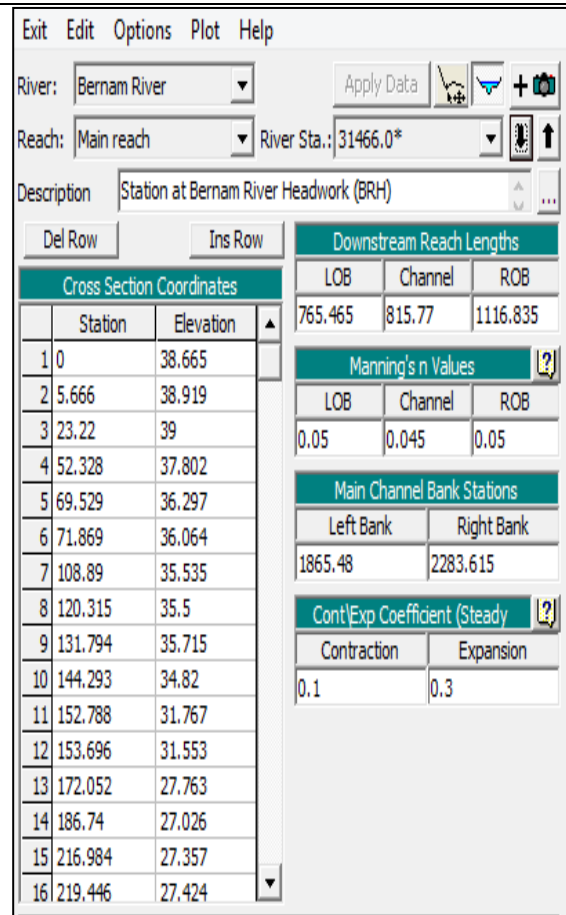 Exit Edit Options Plot Help
River: Bernam River Apply Data
Reach: Main reach River Sta.: 31466.0*
Description Station at Bernam River Headwork (BRH) ...
Del Row Ins Row
Cross Section Coordinates
Station Elevation
1 0 38.665
2 5.666 38.919
3 23.22 39
4 52.328 37.802
5 69.529 36.297
6 71.869 36.064
7 108.89 35.535
8 120.315 35.5
9 131.794 35.715
10 144.293 34.82
11 152.788 31.767
12 153.696 31.553
13 172.052 27.763
14 186.74 27.026
15 216.984 27.357
16 219.446 27.424
Downstream Reach Lengths
LOB Channel ROB
765.465 815.77 1116.835
Manning's n Values
LOB Channel ROB
0.05 0.045 0.05
Main Channel Bank Stations
Left Bank Right Bank
1865.48 2283.615
Cont\Exp Coefficient (Steady
Contraction Expansion
0.1 0.3